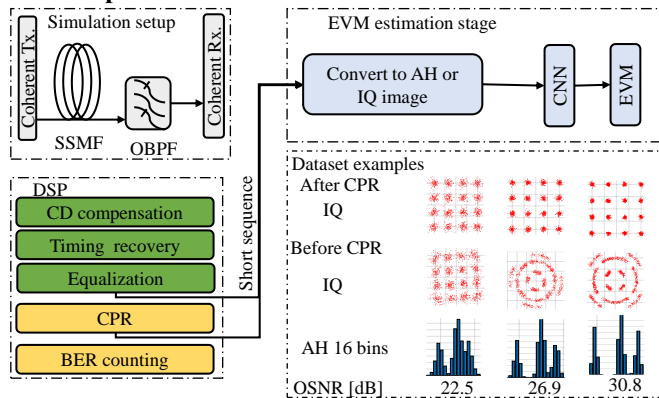 Simulation setup
Coherent Tx.
SSMF
OBPF
Coherent Rx.
EVM estimation stage
Convert to AH or
IQ image
CNN
EVM
DSP
CD compensation
Timing recovery
Equalization
CPR
BER counting
Short sequence
Dataset examples
After CPR
IQ
Before CPR
IQ
AH 16 bins
OSNR [dB]
22.5
26.9
30.8